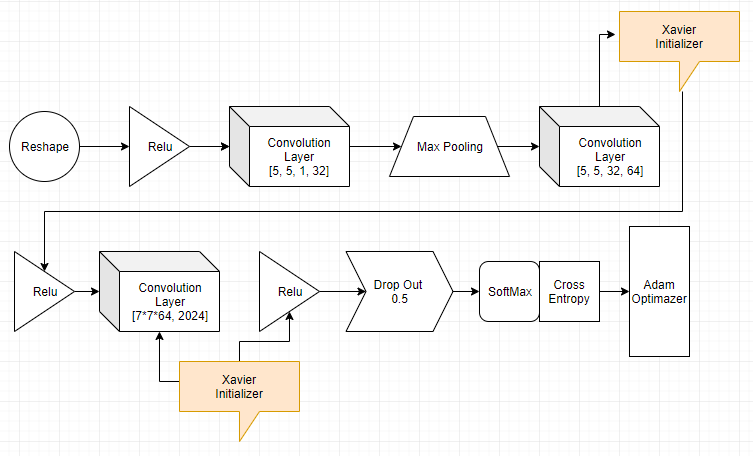 Xavier
Initializer
Reshape
Relu
Convolution
Layer
[5, 5, 1, 32]
Max Pooling
Convolution
Layer
[5, 5, 32, 64]
Relu
Convolution
Layer
[7*7*64, 2024]
Relu
Drop Out
0.5
SoftMax
Cross
Entropy
Adam
Optimazer
Xavier
Initializer